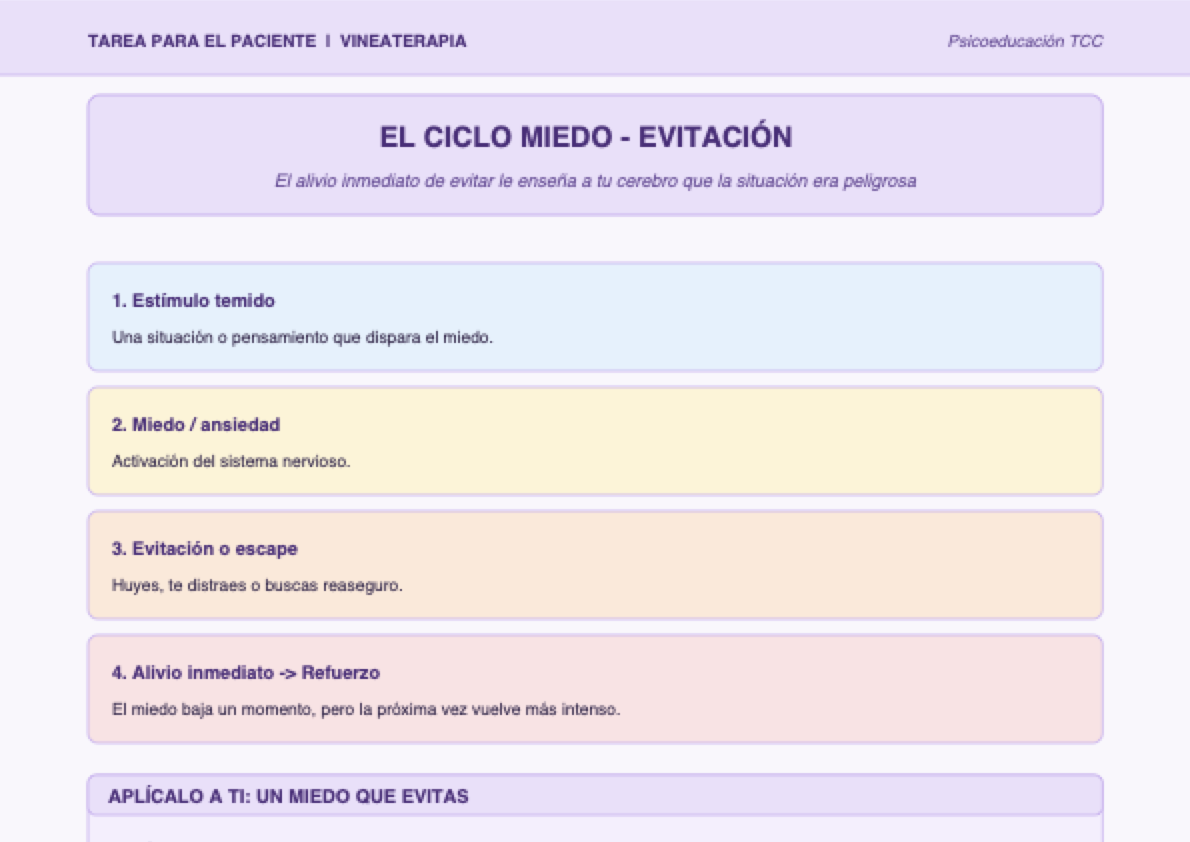 TAREA PARA EL PACIENTE | VINEATERAPIA
Psicoeducación TCC
EL CICLO MIEDO - EVITACIÓN
El alivio inmediato de evitar le enseña a tu cerebro que la situación era peligrosa
1. Estímulo temido
Una situación o pensamiento que dispara el miedo.
2. Miedo / ansiedad
Activación del sistema nervioso.
3. Evitación o escape
Huyes, te distraes o buscas reaseguro.
4. Alivio inmediato -> Refuerzo
El miedo baja un momento, pero la próxima vez vuelve más intenso.
APLÍCALO A TI: UN MIEDO QUE EVITAS